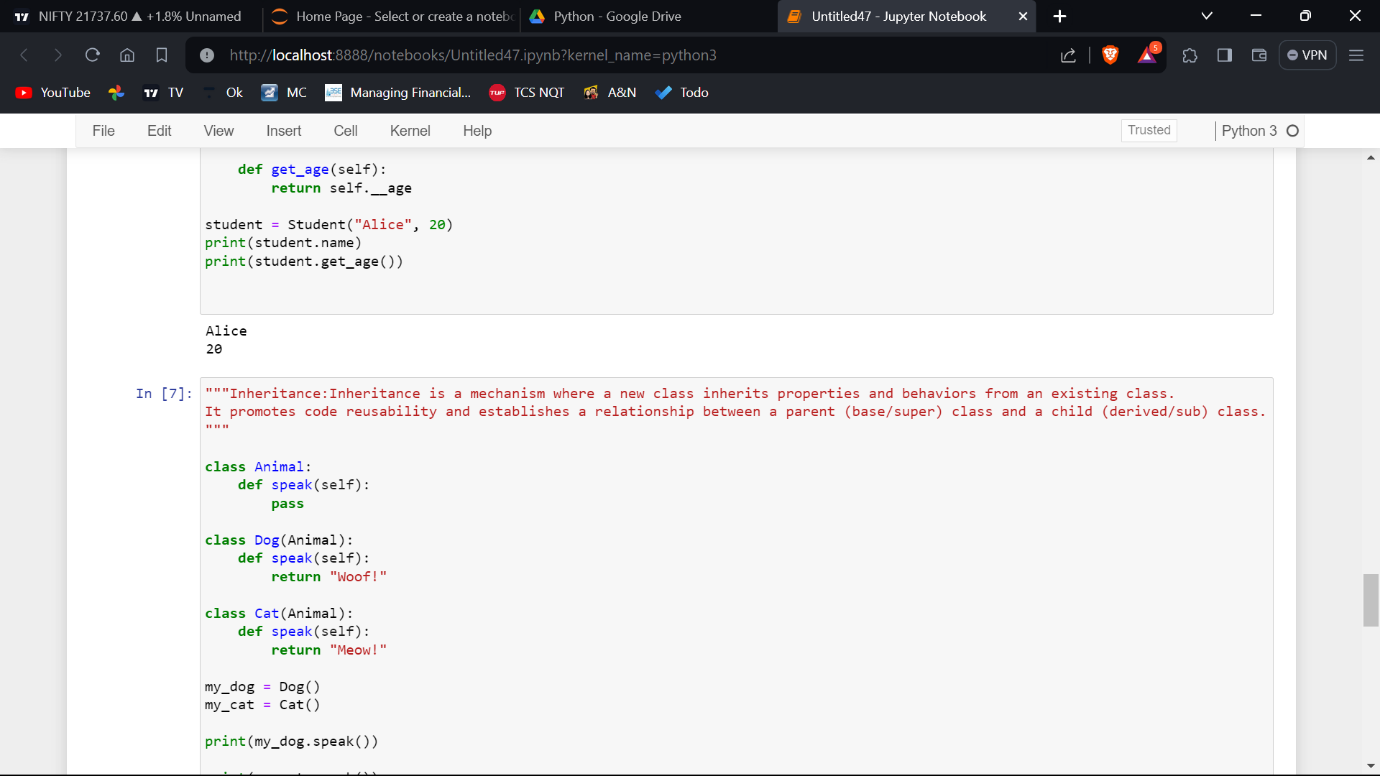 NIFTY 21737.60 ▲ +1.8% Unnamed
Home Page - Select or create a notebo
Python - Google Drive
Untitled47 - Jupyter Notebook
http://localhost:8888/notebooks/Untitled47.ipynb?kernel_name=python3
5
VPN
YouTube
TV
Ok
MC
Managing Financial...
TCS NQT
A&N
Todo
File Edit View Insert Cell Kernel Help
Trusted
Python 3
def get_age(self):
return self.__age
student = Student("Alice", 20)
print(student.name)
print(student.get_age())
Alice
20
In [7]:
"""Inheritance:Inheritance is a mechanism where a new class inherits properties and behaviors from an existing class.
It promotes code reusability and establishes a relationship between a parent (base/super) class and a child (derived/sub) class.
"""
class Animal:
def speak(self):
pass
class Dog(Animal):
def speak(self):
return "Woof!"
class Cat(Animal):
def speak(self):
return "Meow!"
my_dog = Dog()
my_cat = Cat()
print(my_dog.speak())